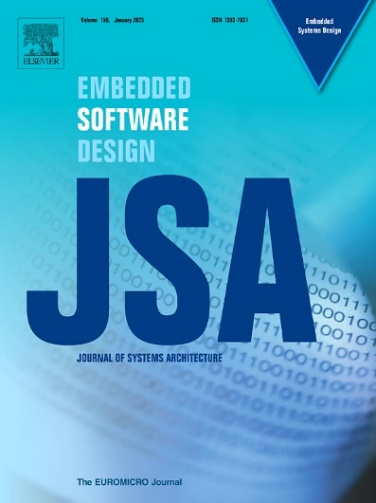 Volume 158, January 2025
ISSN 1383-7621
Embedded
Systems Design
ELSEVIER
EMBEDDED
SOFTWARE
DESIGN
JSA
JOURNAL OF SYSTEMS ARCHITECTURE
The EUROMICRO Journal